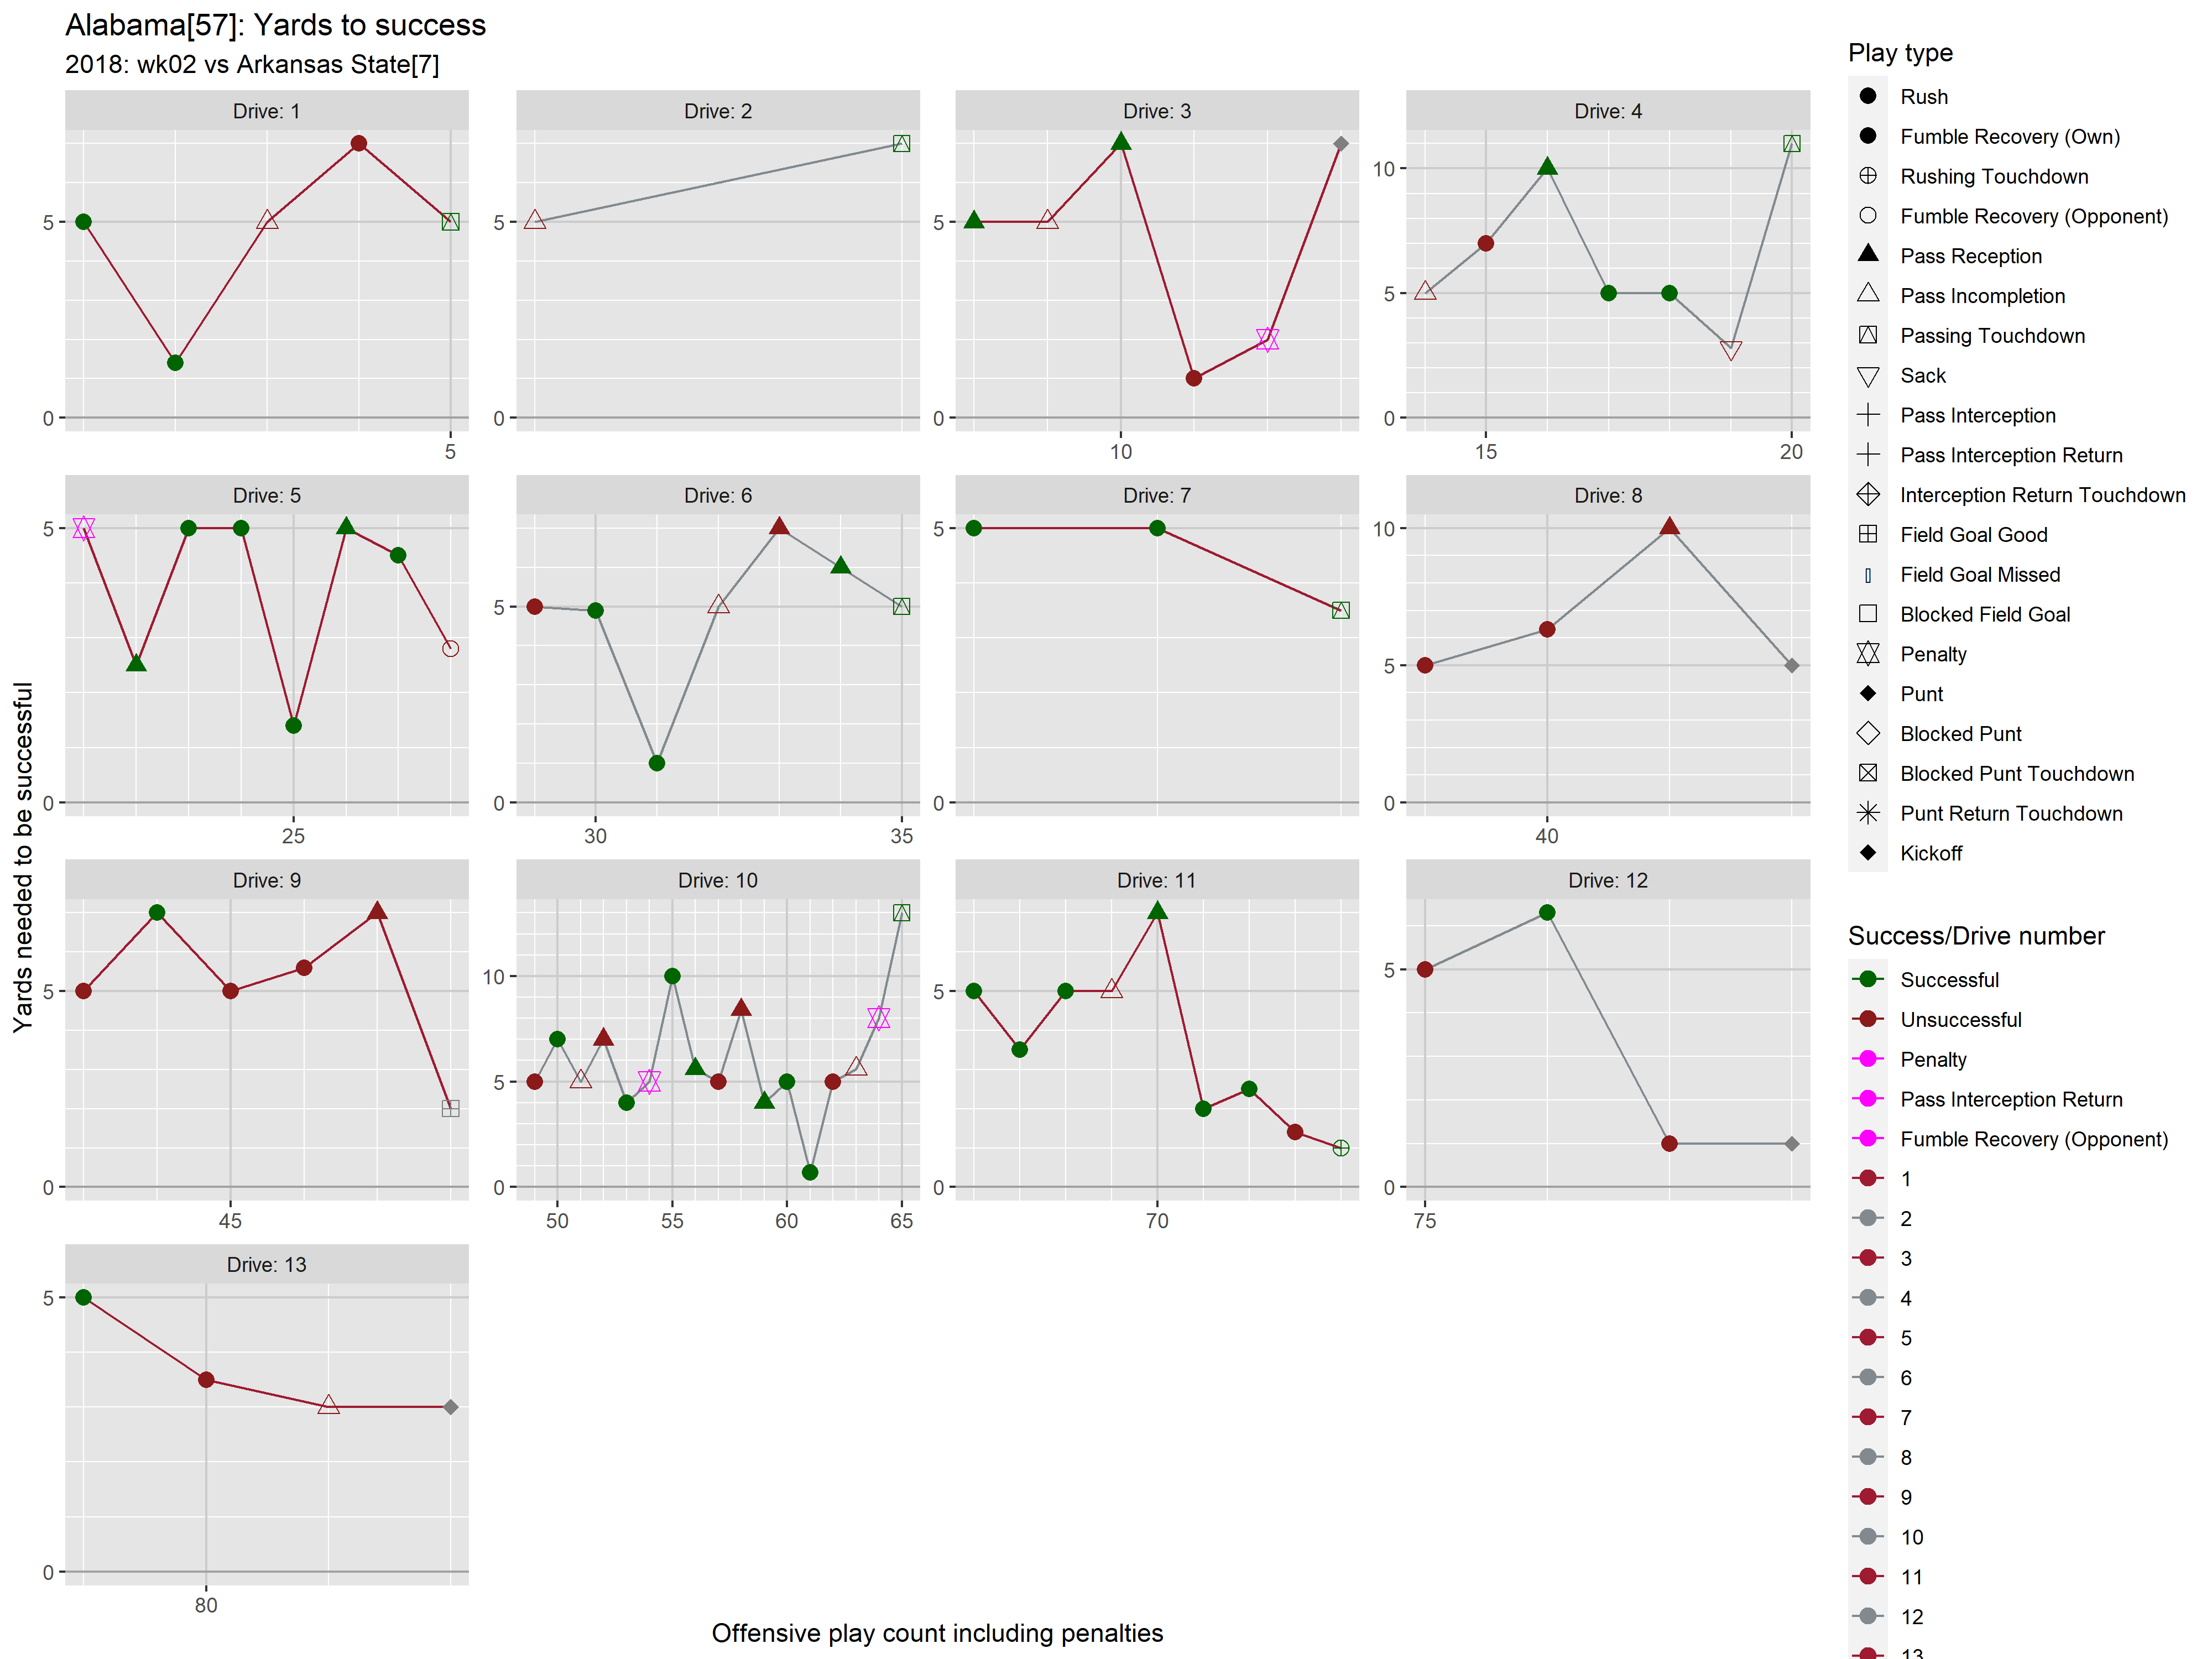 Alabama[57]: Yards to success
2018: wk02 vs Arkansas State[7]
Drive: 1
Drive: 2
Drive: 3
Drive: 4
5
0
5
5
0
5
0
10
10
5
0
15
20
Drive: 5
Drive: 6
Drive: 7
Drive: 8
5
0
25
5
0
30
35
5
0
10
5
0
40
Drive: 9
Drive: 10
Drive: 11
Drive: 12
5
0
45
10
5
0
50
55
60
65
5
0
70
5
0
75
Drive: 13
5
0
80
Yards needed to be successful
Offensive play count including penalties
Play type
Rush
Fumble Recovery (Own)
Rushing Touchdown
Fumble Recovery (Opponent)
Pass Reception
Pass Incompletion
Passing Touchdown
Sack
Pass Interception
Pass Interception Return
Interception Return Touchdown
Field Goal Good
Field Goal Missed
Blocked Field Goal
Penalty
Punt
Blocked Punt
Blocked Punt Touchdown
Punt Return Touchdown
Kickoff
Success/Drive number
Successful
Unsuccessful
Penalty
Pass Interception Return
Fumble Recovery (Opponent)
1
2
3
4
5
6
7
8
9
10
11
12
13